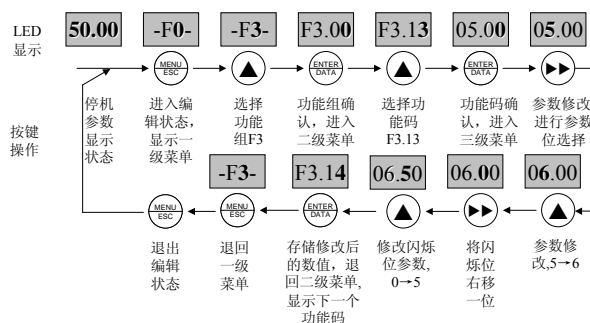 LED
显示
50.00
-F0-
-F3-
F3.00
F3.13
05.00
05.00
MENU
ESC
ENTER
DATA
ENTER
DATA
停机
参数
显示
状态
进入编
辑状态,
显示一
级菜单
选择
功能
组F3
功能组确
认，进入
二级菜单
选择功
能码
F3.13
功能码确
认，进入
三级菜单
参数修改
进行参数
位选择
按键
操作
-F3-
F3.14
06.50
06.00
06.00
MENU
ESC
MENU
ESC
ENTER
DATA
退出
编辑
状态
退回
一级
菜单
存储修改后
的数值，退
回二级菜单,
显示下一个
功能码
修改闪烁
位参数,
0→5
将闪
烁位
右移
一位
参数修
改,5→6